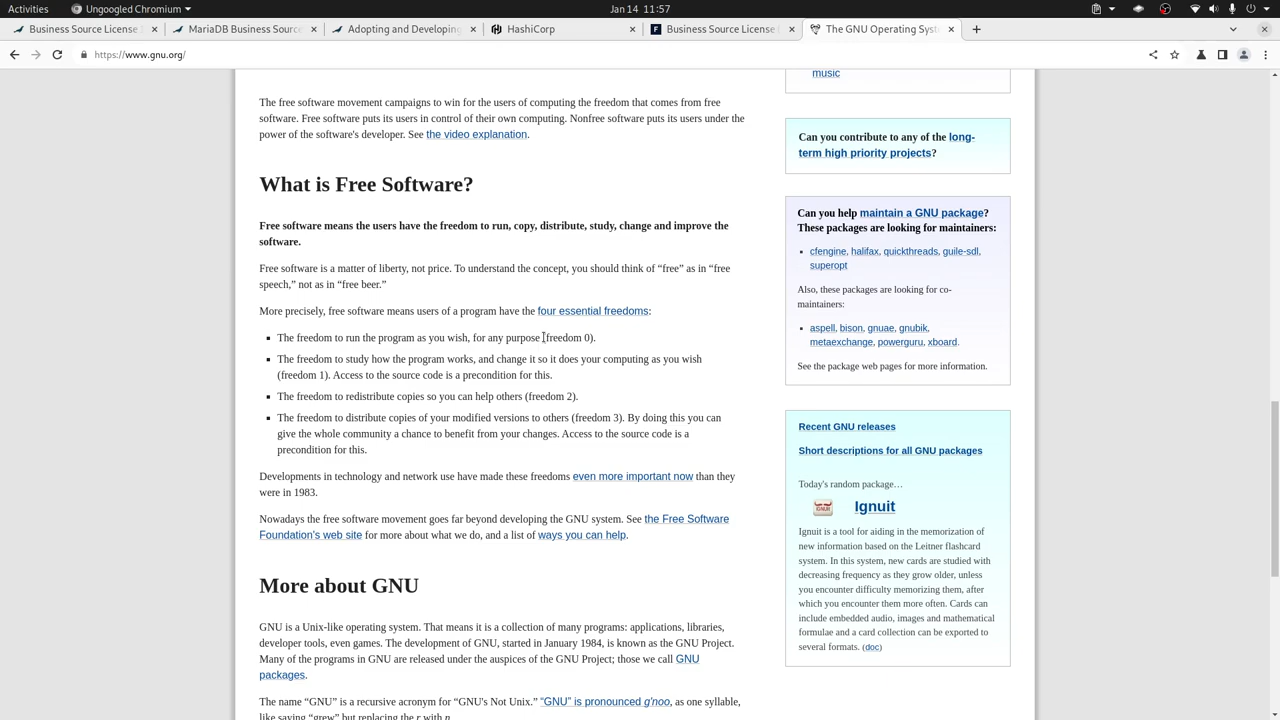 Activities
Ungoogled Chromium
Jan 14 11:57
Business Source License
MariaDB Business Source
Adopting and Developing
HashiCorp
Business Source License
The GNU Operating Syst
https://www.gnu.org/
The free software movement campaigns to win for the users of computing the freedom that comes from free
software. Free software puts its users in control of their own computing. Nonfree software puts its users under the
power of the software's developer. See the video explanation.
What is Free Software?
Free software means the users have the freedom to run, copy, distribute, study, change and improve the
software.
Free software is a matter of liberty, not price. To understand the concept, you should think of “free” as in “free
speech,” not as in “free beer.”
More precisely, free software means users of a program have the four essential freedoms:
▪ The freedom to run the program as you wish, for any purpose (freedom 0).
▪ The freedom to study how the program works, and change it so it does your computing as you wish
(freedom 1). Access to the source code is a precondition for this.
▪ The freedom to redistribute copies so you can help others (freedom 2).
▪ The freedom to distribute copies of your modified versions to others (freedom 3). By doing this you can
give the whole community a chance to benefit from your changes. Access to the source code is a
precondition for this.
Developments in technology and network use have made these freedoms even more important now than they
were in 1983.
Nowadays the free software movement goes far beyond developing the GNU system. See the Free Software
Foundation's web site for more about what we do, and a list of ways you can help.
More about GNU
GNU is a Unix-like operating system. That means it is a collection of many programs: applications, libraries,
developer tools, even games. The development of GNU, started in January 1984, is known as the GNU Project.
Many of the programs in GNU are released under the auspices of the GNU Project; those we call GNU
packages.
The name “GNU” is a recursive acronym for “GNU's Not Unix.” “GNU” is pronounced g'noo, as one syllable,
like saying “grew” but replacing the r with n.
music
Can you contribute to any of the long-
term high priority projects?
Can you help maintain a GNU package?
These packages are looking for maintainers:
▪ cfengine, halifax, quickthreads, guile-sdl,
superopt
Also, these packages are looking for co-
maintainers:
▪ aspell, bison, gnuae, gnubik,
metaexchange, powerguru, xboard.
See the package web pages for more information.
Recent GNU releases
Short descriptions for all GNU packages
Today's random package…
Ignuit
Ignuit is a tool for aiding in the memorization of
new information based on the Leitner flashcard
system. In this system, new cards are studied with
decreasing frequency as they grow older, unless
you encounter difficulty memorizing them, after
which you encounter them more often. Cards can
include embedded audio, images and mathematical
formulae and a card collection can be exported to
several formats. (doc)